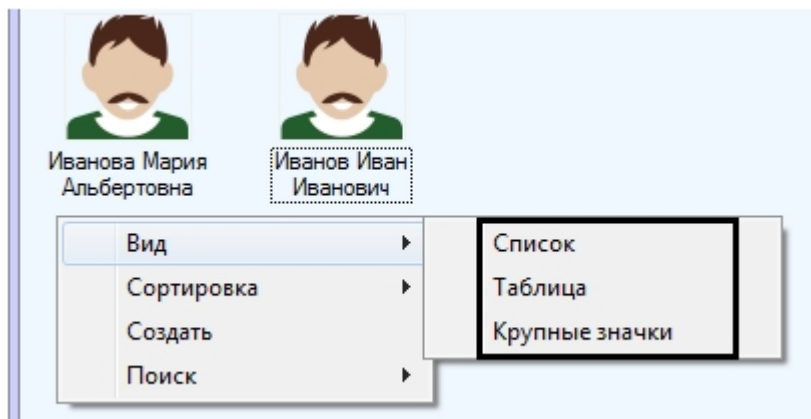 Иванова Мария
Альбертовна
Иванов Иван
Иванович
Вид
Сортировка
Создать
Поиск
Список
Таблица
Крупные значки